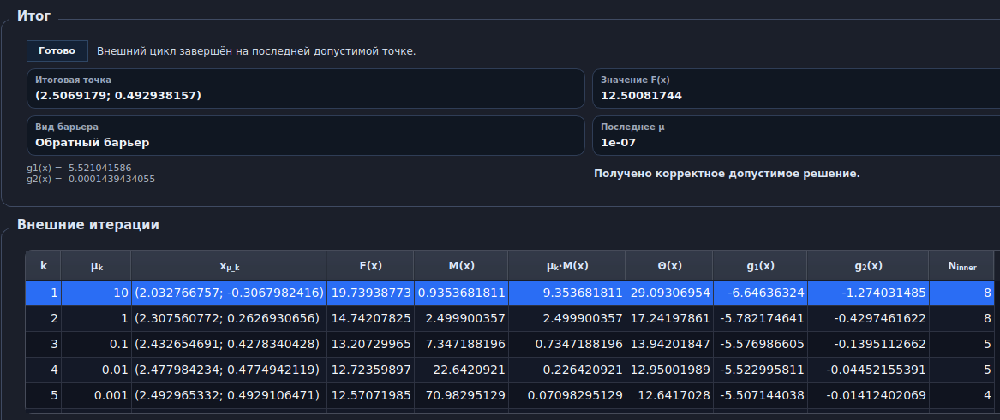 Итог
Готово Внешний цикл завершён на последней допустимой точке.
Итоговая точка Значение F(x)
(2.5069179; 0.492938157) 12.50081744
Вид барьера Последнее μ
Обратный барьер 1e-07
g1(x) = -5.521041586
g2(x) = -0.0001439434055
Получено корректное допустимое решение.
Внешние итерации
k μₖ xμ_k F(x) M(x) μₖ·M(x) Θ(x) g₁(x) g₂(x) Nᵢₙₙₑᵣ
1 10 (2.032766757; -0.3067982416) 19.73938773 0.9353681811 9.353681811 29.09306954 -6.64636324 -1.274031485 8
2 1 (2.307560772; 0.2626930656) 14.74207825 2.499900357 2.499900357 17.24197861 -5.782174641 -0.4297461622 8
3 0.1 (2.432654691; 0.4278340428) 13.20729965 7.347188196 0.7347188196 13.94201847 -5.576986605 -0.1395112662 5
4 0.01 (2.477984234; 0.4774942119) 12.72359897 22.6420921 0.226420921 12.95001989 -5.522995811 -0.04452155391 5
5 0.001 (2.492965332; 0.4929106471) 12.57071985 70.98295129 0.07098295129 12.6417028 -5.507144038 -0.01412402069 4